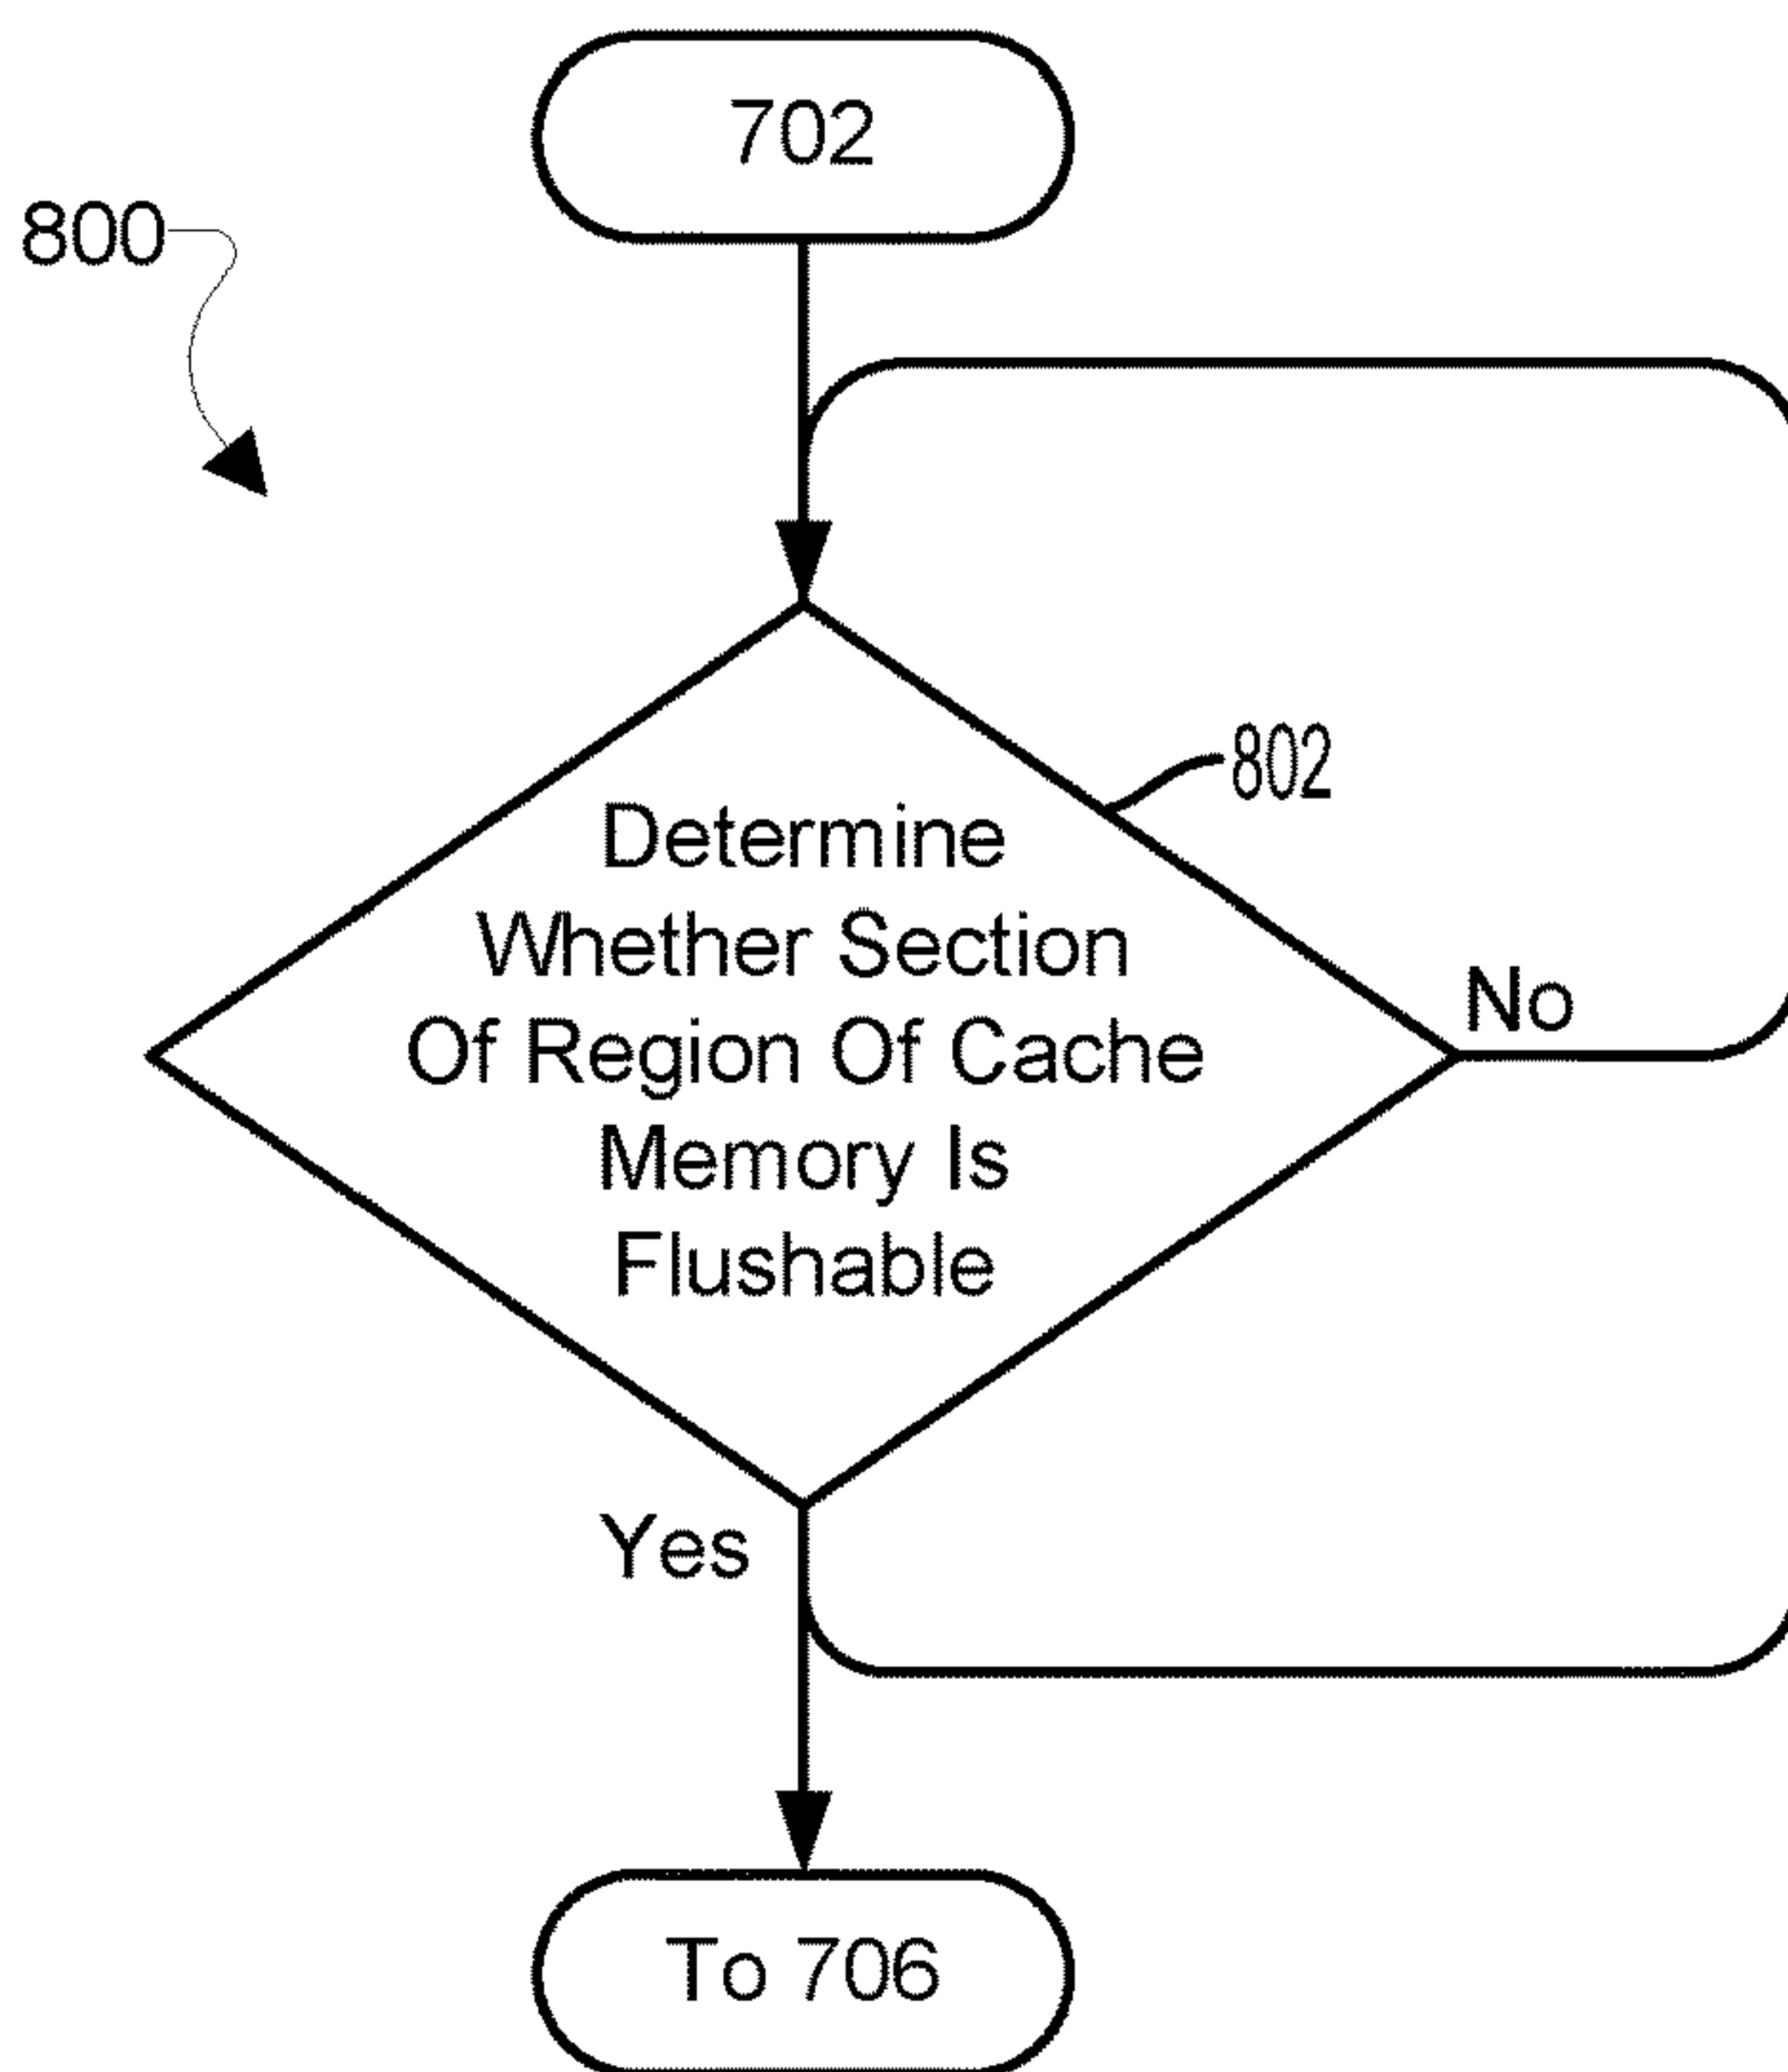 702
800
802
Determine
Whether Section
Of Region Of Cache
Memory Is
Flushable
No
Yes
To 706